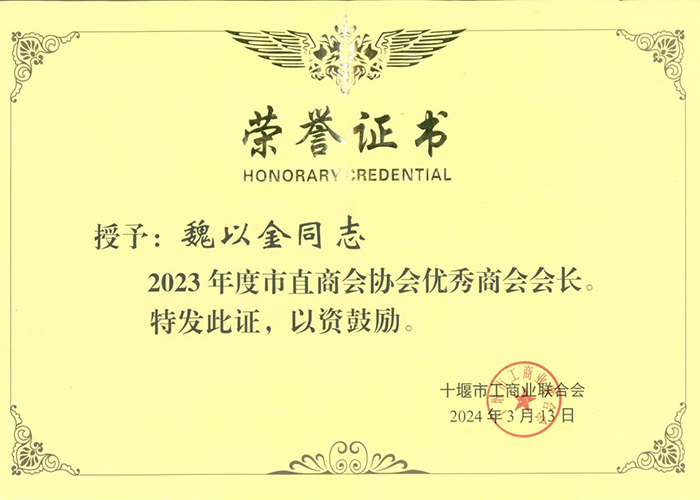 荣誉证书
HONORARY CREDENTIAL
授予：魏以金同志
2023年度市直商会协会优秀商会会长。
特发此证，以资鼓励。
十堰市工商业联合会
2024年3月13日